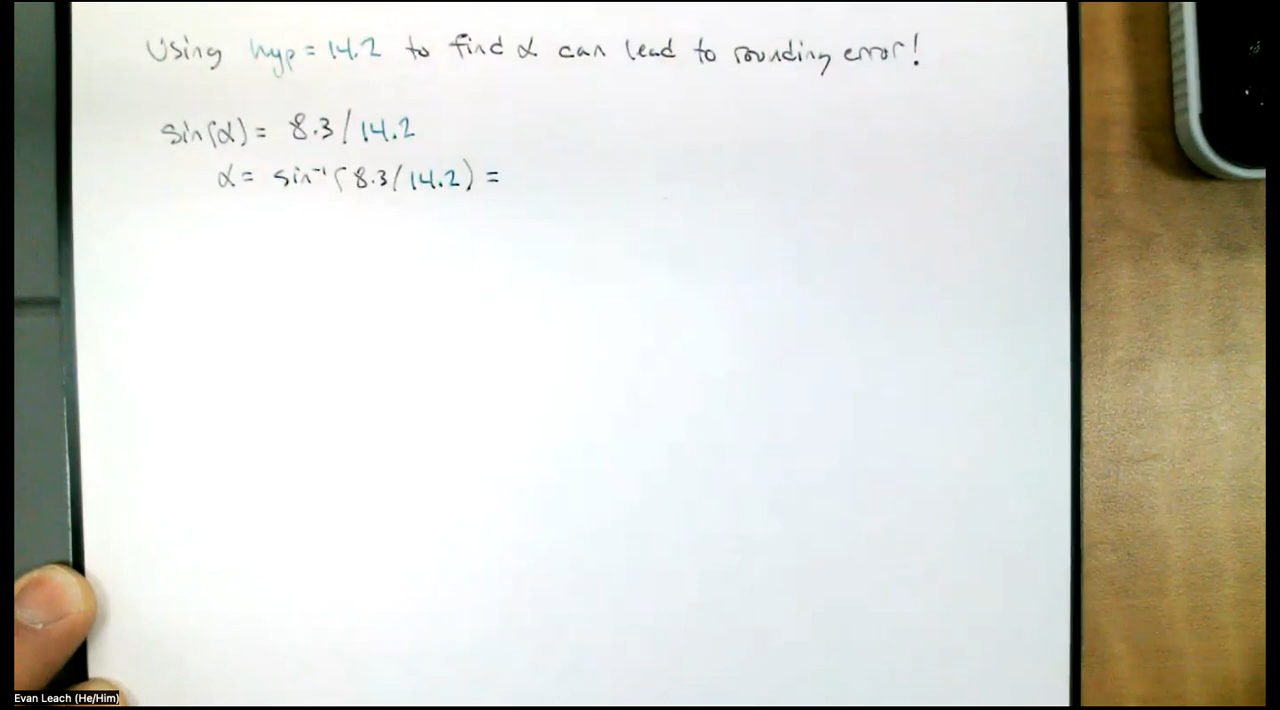 Using hyp = 14.2 to find α can lead to rounding error!
sin(α) = 8.3/14.2
α = sin⁻¹(8.3/14.2) =
Evan Leach (He/Him)